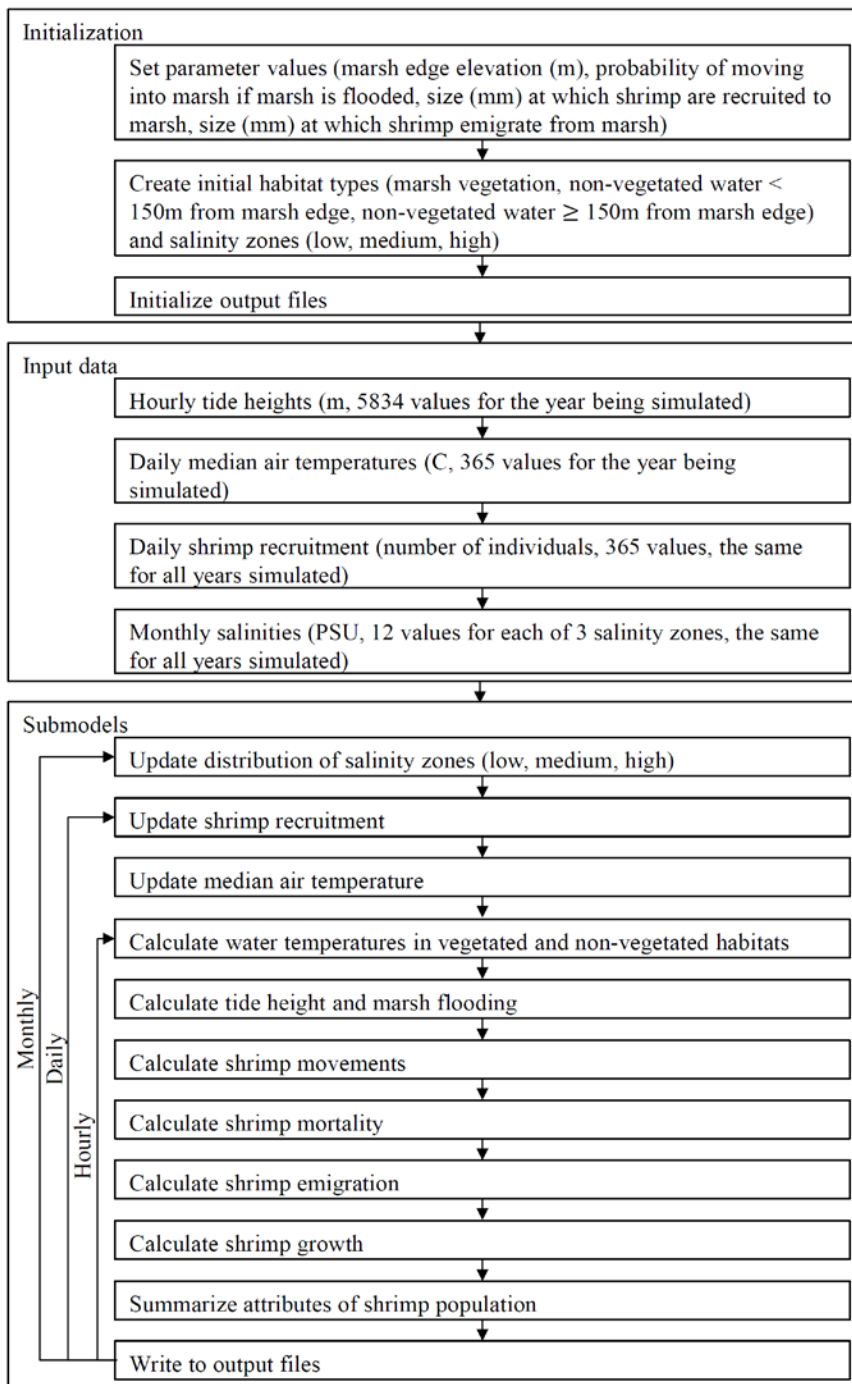 Initialization
Set parameter values (marsh edge elevation (m), probability of moving
into marsh if marsh is flooded, size (mm) at which shrimp are recruited to
marsh, size (mm) at which shrimp emigrate from marsh)
Create initial habitat types (marsh vegetation, non-vegetated water <
150m from marsh edge, non-vegetated water ≥ 150m from marsh edge)
and salinity zones (low, medium, high)
Initialize output files
Input data
Hourly tide heights (m, 5834 values for the year being simulated)
Daily median air temperatures (C, 365 values for the year being
simulated)
Daily shrimp recruitment (number of individuals, 365 values, the same
for all years simulated)
Monthly salinities (PSU, 12 values for each of 3 salinity zones, the same
for all years simulated)
Submodels
Update distribution of salinity zones (low, medium, high)
Update shrimp recruitment
Update median air temperature
Calculate water temperatures in vegetated and non-vegetated habitats
Calculate tide height and marsh flooding
Calculate shrimp movements
Calculate shrimp mortality
Calculate shrimp emigration
Calculate shrimp growth
Summarize attributes of shrimp population
Write to output files
Monthly
Daily
Hourly